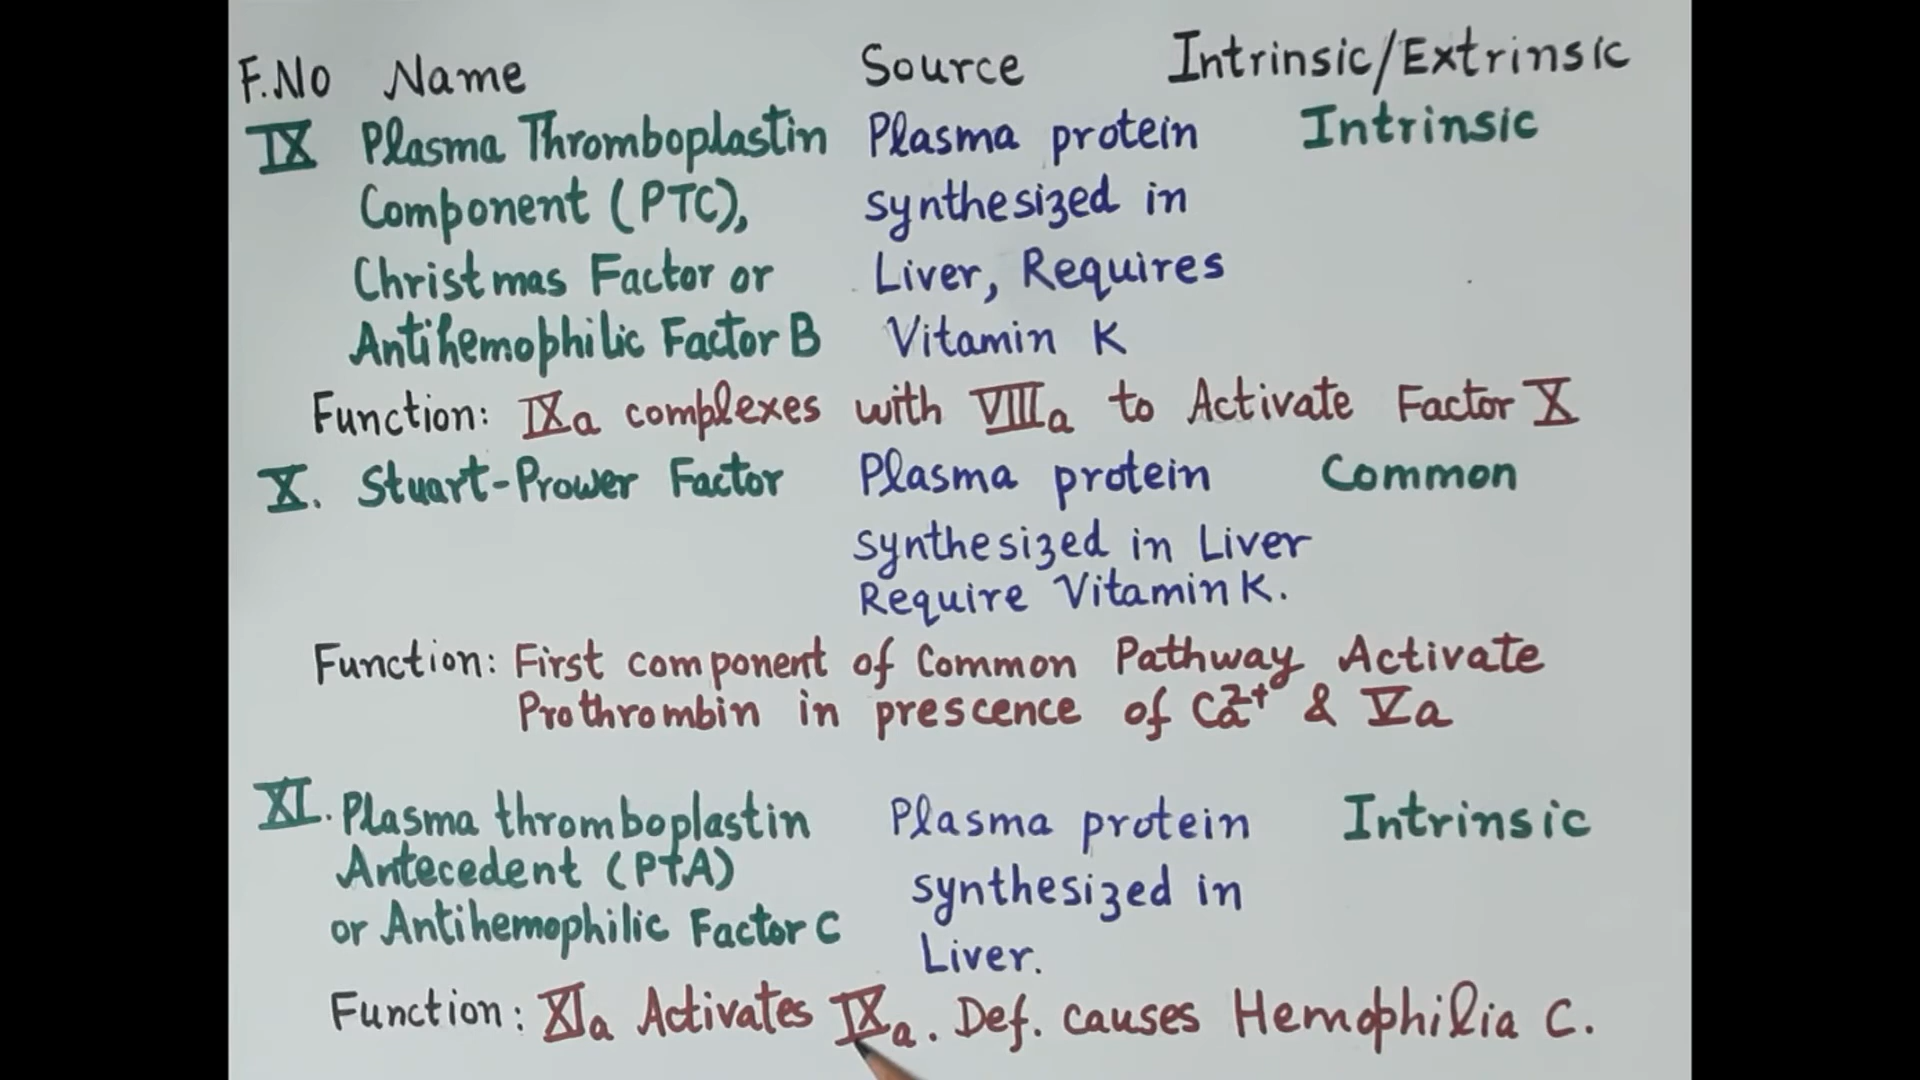 F.No Name Source Intrinsic/Extrinsic
IX Plasma Thromboplastin Plasma protein Intrinsic
Component (PTC), synthesized in
Christmas Factor or Liver, Requires
Antihemophilic Factor B Vitamin K
Function: IXa complexes with VIIIa to Activate Factor X
X. Stuart-Prower Factor Plasma protein Common
synthesized in Liver
Require Vitamin K.
Function: First component of Common Pathway Activate
Prothrombin in prescence of Ca2+ & Va
XI. Plasma thromboplastin Plasma protein Intrinsic
Antecedent (PTA) synthesized in
or Antihemophilic Factor C Liver.
Function: XIa Activates IXa. Def. causes Hemophilia C.